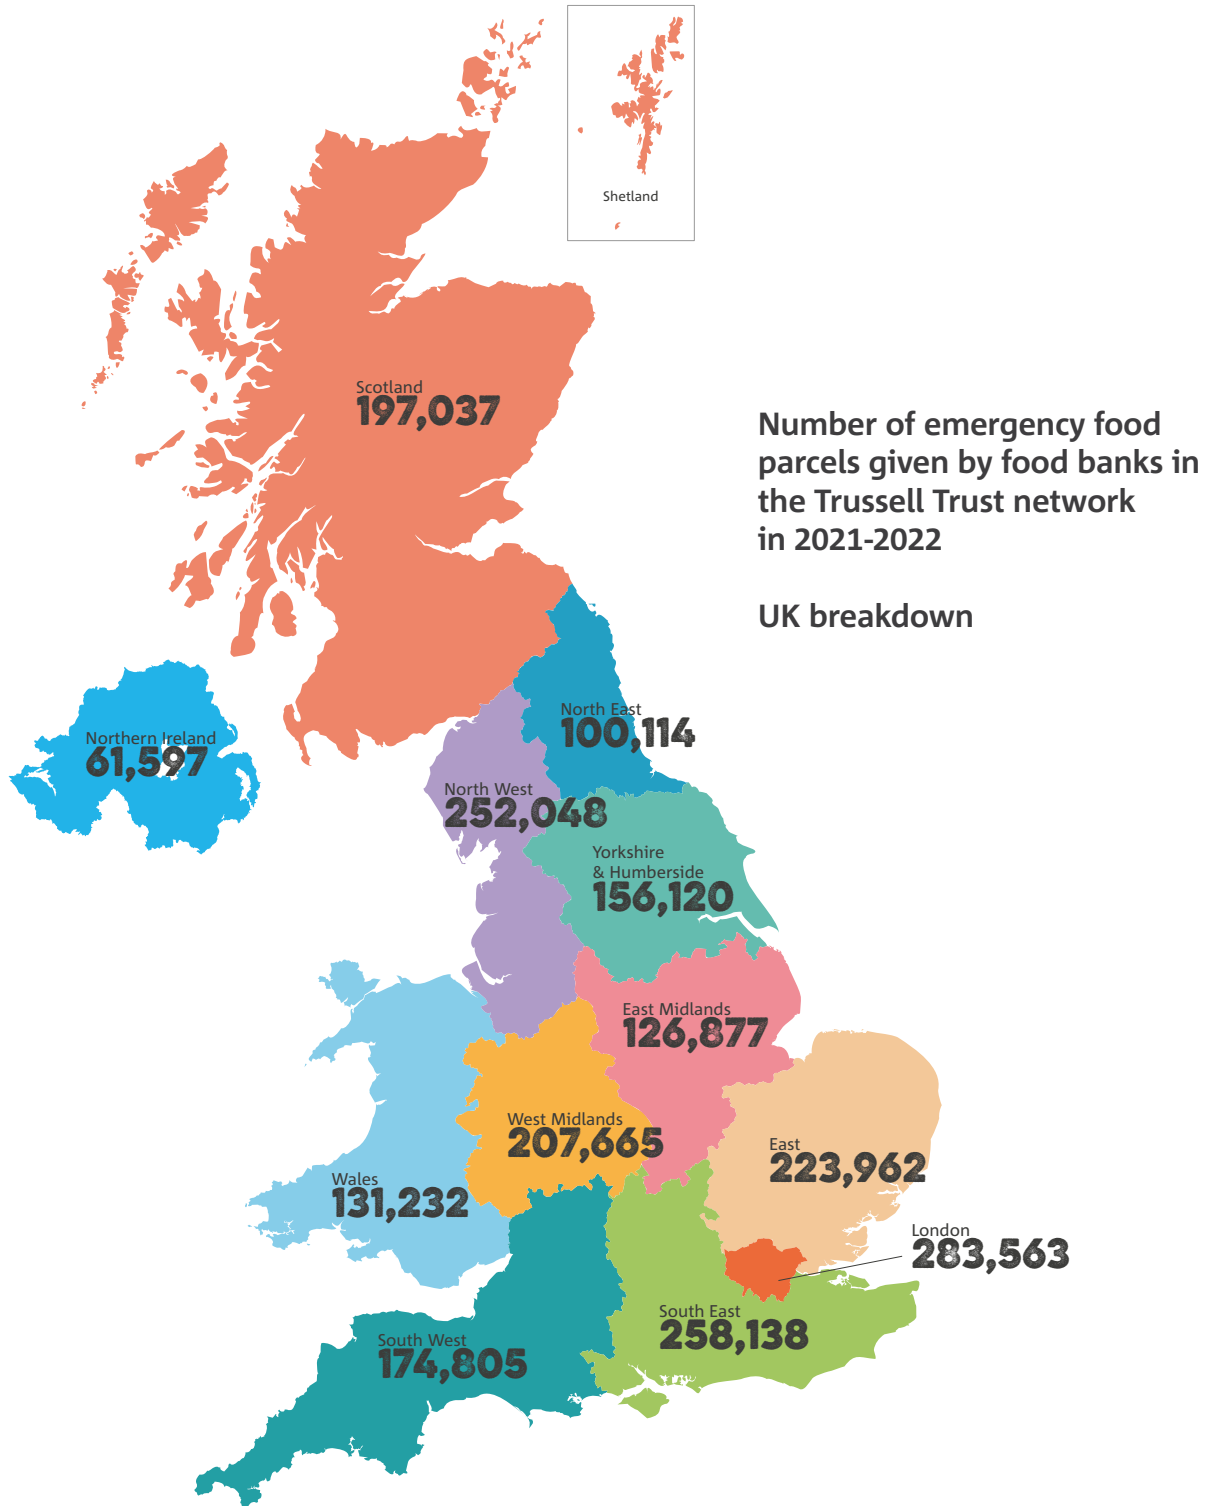 Shetland
Scotland
197,037
Number of emergency food
parcels given by food banks in
the Trussell Trust network
in 2021-2022
UK breakdown
North East
100,114
Northern Ireland
61,597
North West
252,048
Yorkshire
& Humberside
156,120
East Midlands
126,877
West Midlands
207,665
East
223,962
Wales
131,232
London
283,563
South East
258,138
South West
174,805